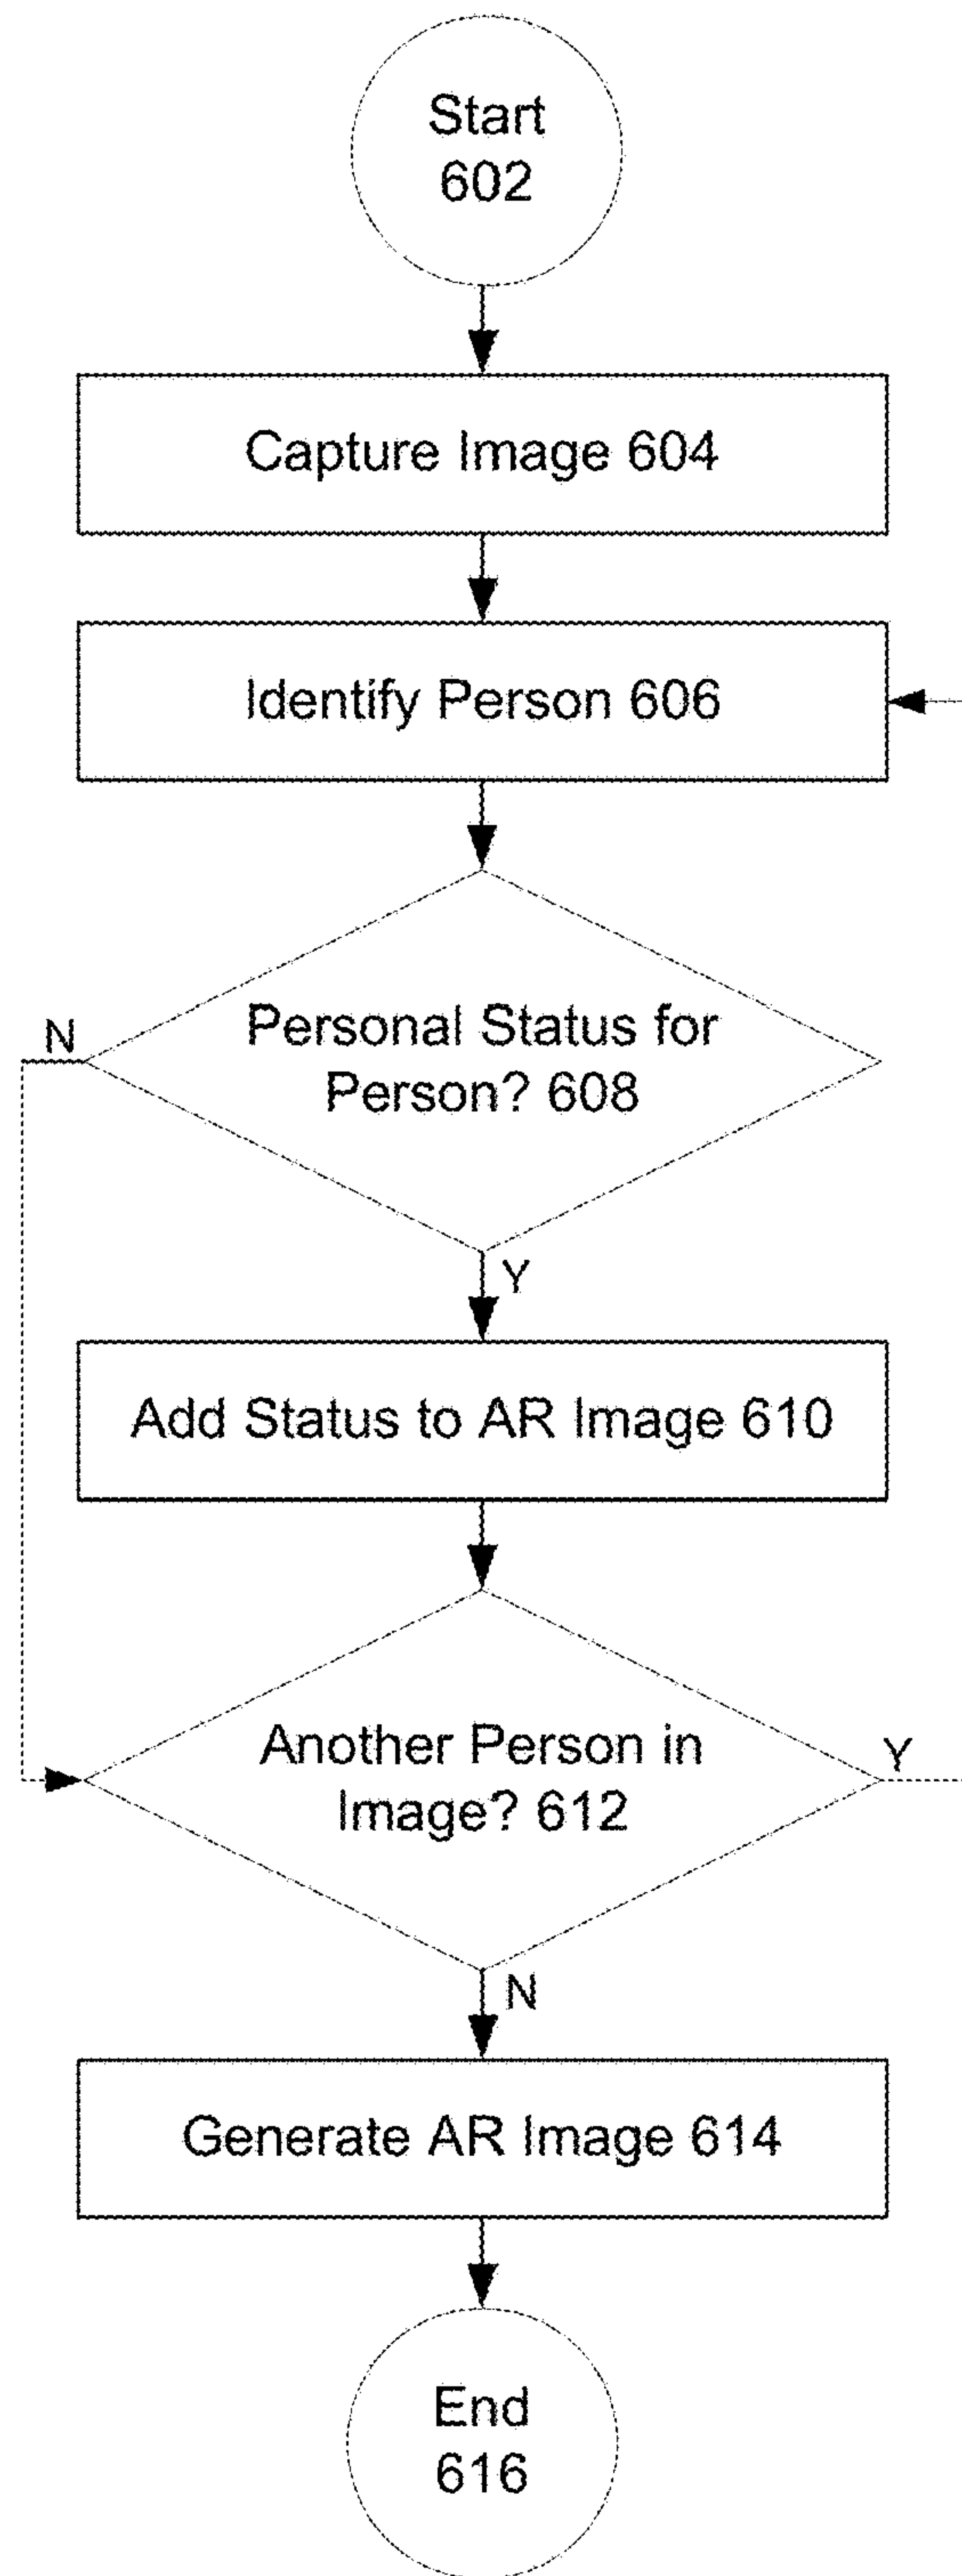 Start
602
Capture Image 604
Identify Person 606
N
Personal Status for
Person? 608
Y
Add Status to AR Image 610
Another Person in
Image? 612
Y
N
Generate AR Image 614
End
616